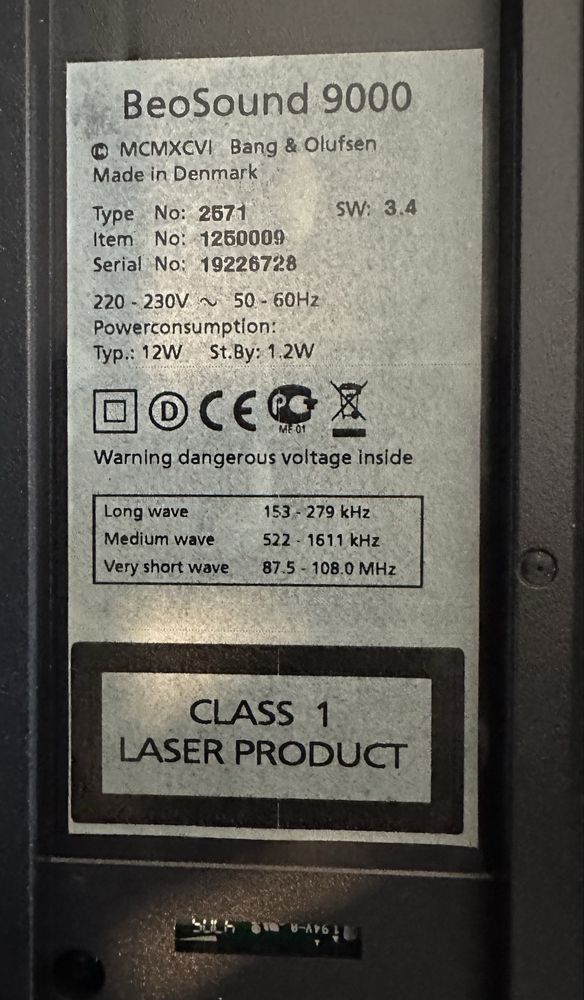 BeoSound 9000
© MCMXCVI Bang & Olufsen
Made in Denmark
Type No: 2571 SW: 3.4
Item No: 1250009
Serial No: 19226728
220 - 230V ~ 50 - 60Hz
Powerconsumption:
Typ.: 12W St.By: 1.2W
D CE PG
ME 01
Warning dangerous voltage inside
Long wave 153 - 279 kHz
Medium wave 522 - 1611 kHz
Very short wave 87.5 - 108.0 MHz
CLASS 1
LASER PRODUCT